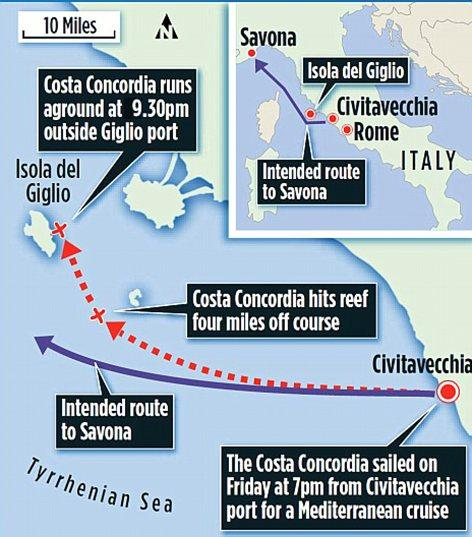 10 Miles
N
Costa Concordia runs
aground at 9.30pm
outside Giglio port
Isola del
Giglio
Costa Concordia hits reef
four miles off course
Civitavecchia
Intended route
to Savona
The Costa Concordia sailed on
Friday at 7pm from Civitavecchia
port for a Mediterranean cruise
Tyrrhenian Sea
Savona
Isola del Giglio
Civitavecchia
Rome
ITALY
Intended route
to Savona